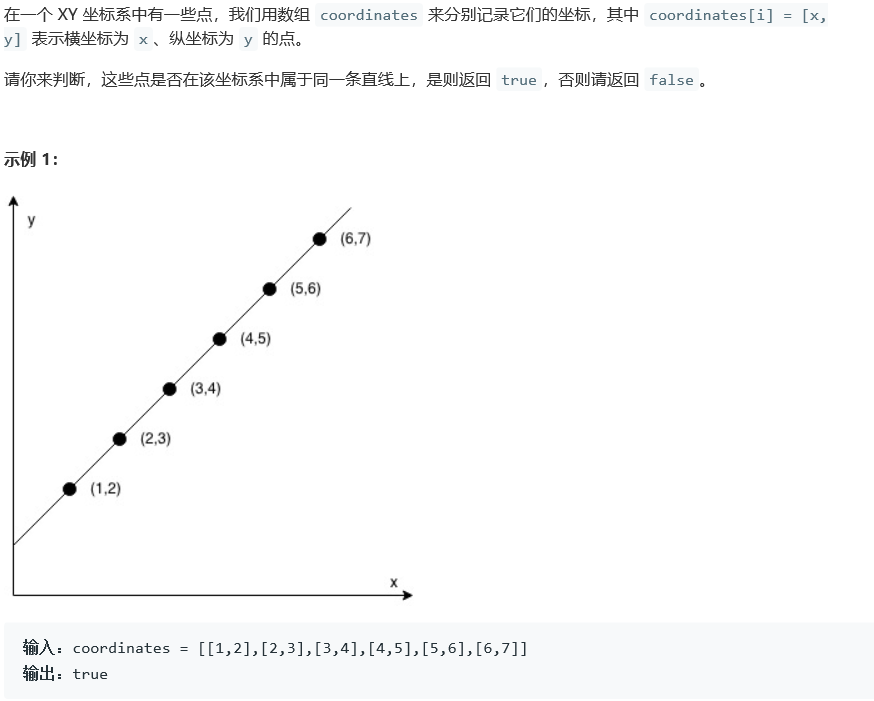 在一个 XY 坐标系中有一些点，我们用数组 coordinates 来分别记录它们的坐标，其中 coordinates[i] = [x,
y] 表示横坐标为 x 、纵坐标为 y 的点。
请你来判断，这些点是否在该坐标系中属于同一条直线上，是则返回 true ，否则请返回 false 。
示例 1：
y
(6,7)
(5,6)
(4,5)
(3,4)
(2,3)
(1,2)
x
输入：coordinates = [[1,2],[2,3],[3,4],[4,5],[5,6],[6,7]]
输出：true